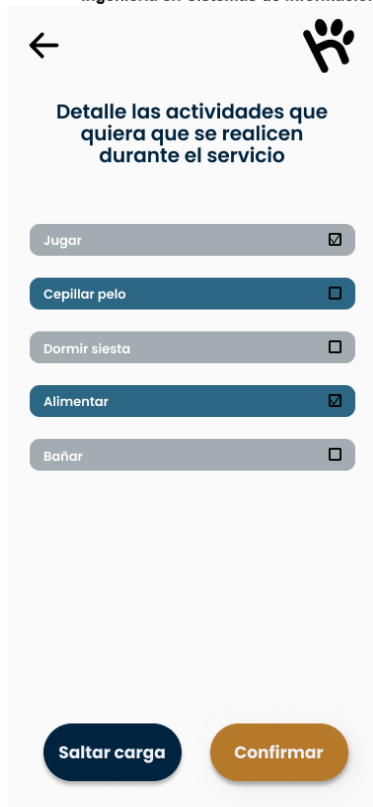 Detalle las actividades que
quiera que se realicen
durante el servicio
Jugar
Cepillar pelo
Dormir siesta
Alimentar
Bañar
Saltar carga
Confirmar